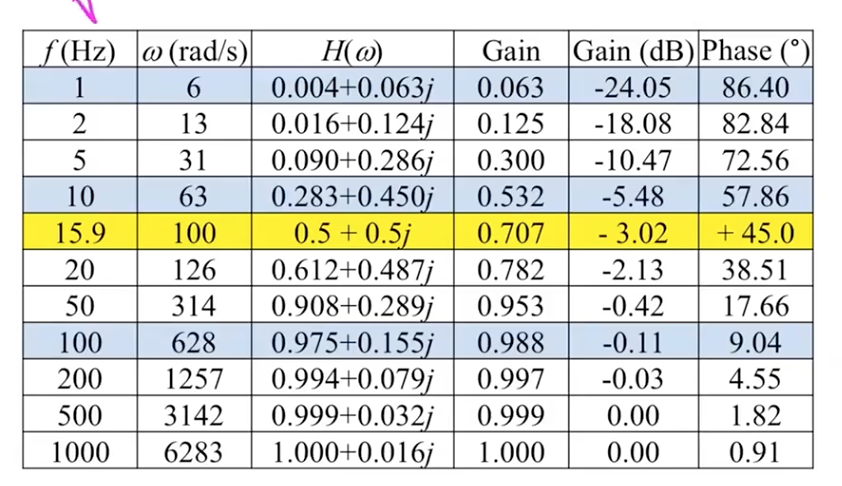 f (Hz) ω (rad/s) H(ω) Gain Gain (dB) Phase (°)
1 6 0.004+0.063j 0.063 -24.05 86.40
2 13 0.016+0.124j 0.125 -18.08 82.84
5 31 0.090+0.286j 0.300 -10.47 72.56
10 63 0.283+0.450j 0.532 -5.48 57.86
15.9 100 0.5 + 0.5j 0.707 - 3.02 + 45.0
20 126 0.612+0.487j 0.782 -2.13 38.51
50 314 0.908+0.289j 0.953 -0.42 17.66
100 628 0.975+0.155j 0.988 -0.11 9.04
200 1257 0.994+0.079j 0.997 -0.03 4.55
500 3142 0.999+0.032j 0.999 0.00 1.82
1000 6283 1.000+0.016j 1.000 0.00 0.91